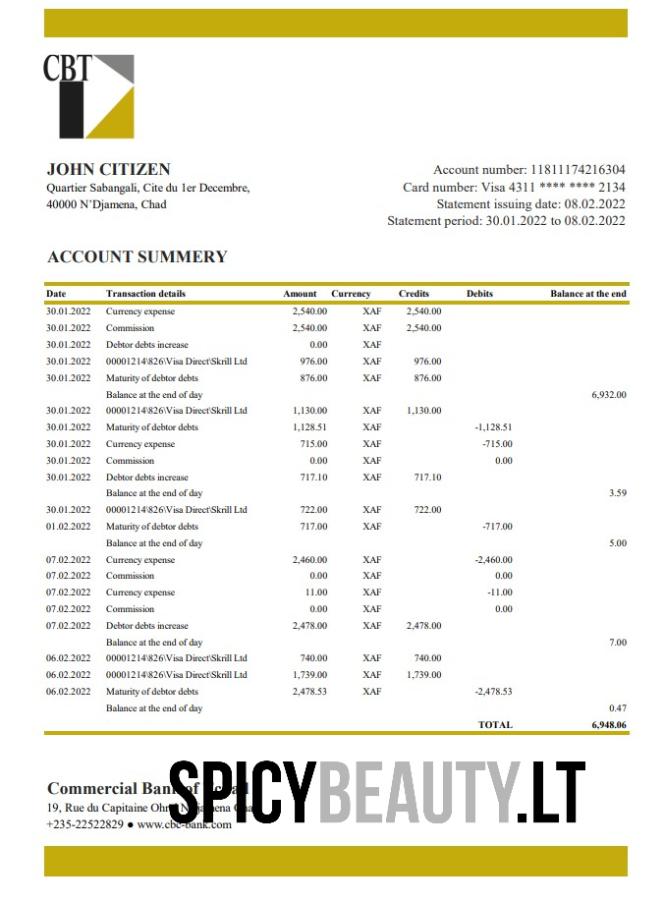 CBT
JOHN CITIZEN
Quartier Sabangali, Cite du 1er Decembre,
40000 N'Djamena, Chad
Account number: 11811174216304
Card number: Visa 4311 **** **** 2134
Statement issuing date: 08.02.2022
Statement period: 30.01.2022 to 08.02.2022
ACCOUNT SUMMERY
Date Transaction details Amount Currency Credits Debits Balance at the end
30.01.2022 Currency expense 2,540.00 XAF 2,540.00
30.01.2022 Commission 2,540.00 XAF 2,540.00
30.01.2022 Debtor debts increase 0.00 XAF
30.01.2022 00001214\826\Visa Direct\Skrill Ltd 976.00 XAF 976.00
30.01.2022 Maturity of debtor debts 876.00 XAF 876.00
Balance at the end of day 6,932.00
30.01.2022 00001214\826\Visa Direct\Skrill Ltd 1,130.00 XAF 1,130.00
30.01.2022 Maturity of debtor debts 1,128.51 XAF -1,128.51
30.01.2022 Currency expense 715.00 XAF -715.00
30.01.2022 Commission 0.00 XAF 0.00
30.01.2022 Debtor debts increase 717.10 XAF 717.10
Balance at the end of day 3.59
30.01.2022 00001214\826\Visa Direct\Skrill Ltd 722.00 XAF 722.00
01.02.2022 Maturity of debtor debts 717.00 XAF -717.00
Balance at the end of day 5.00
07.02.2022 Currency expense 2,460.00 XAF -2,460.00
07.02.2022 Commission 0.00 XAF 0.00
07.02.2022 Currency expense 11.00 XAF -11.00
07.02.2022 Commission 0.00 XAF 0.00
07.02.2022 Debtor debts increase 2,478.00 XAF 2,478.00
Balance at the end of day 7.00
06.02.2022 00001214\826\Visa Direct\Skrill Ltd 740.00 XAF 740.00
06.02.2022 00001214\826\Visa Direct\Skrill Ltd 1,739.00 XAF 1,739.00
06.02.2022 Maturity of debtor debts 2,478.53 XAF -2,478.53
Balance at the end of day 0.47
TOTAL 6,948.06
Commercial Bank of
SPICYBEAUTY.LT
19, Rue du Capitaine
+235-22522829 ● www.cbc-bank.com